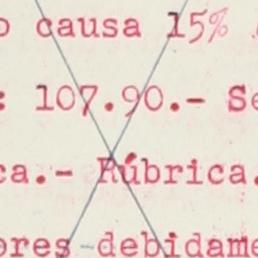 o causa 15%
: 107.90.- Se
ca.- Rúbrica.
ores debidame